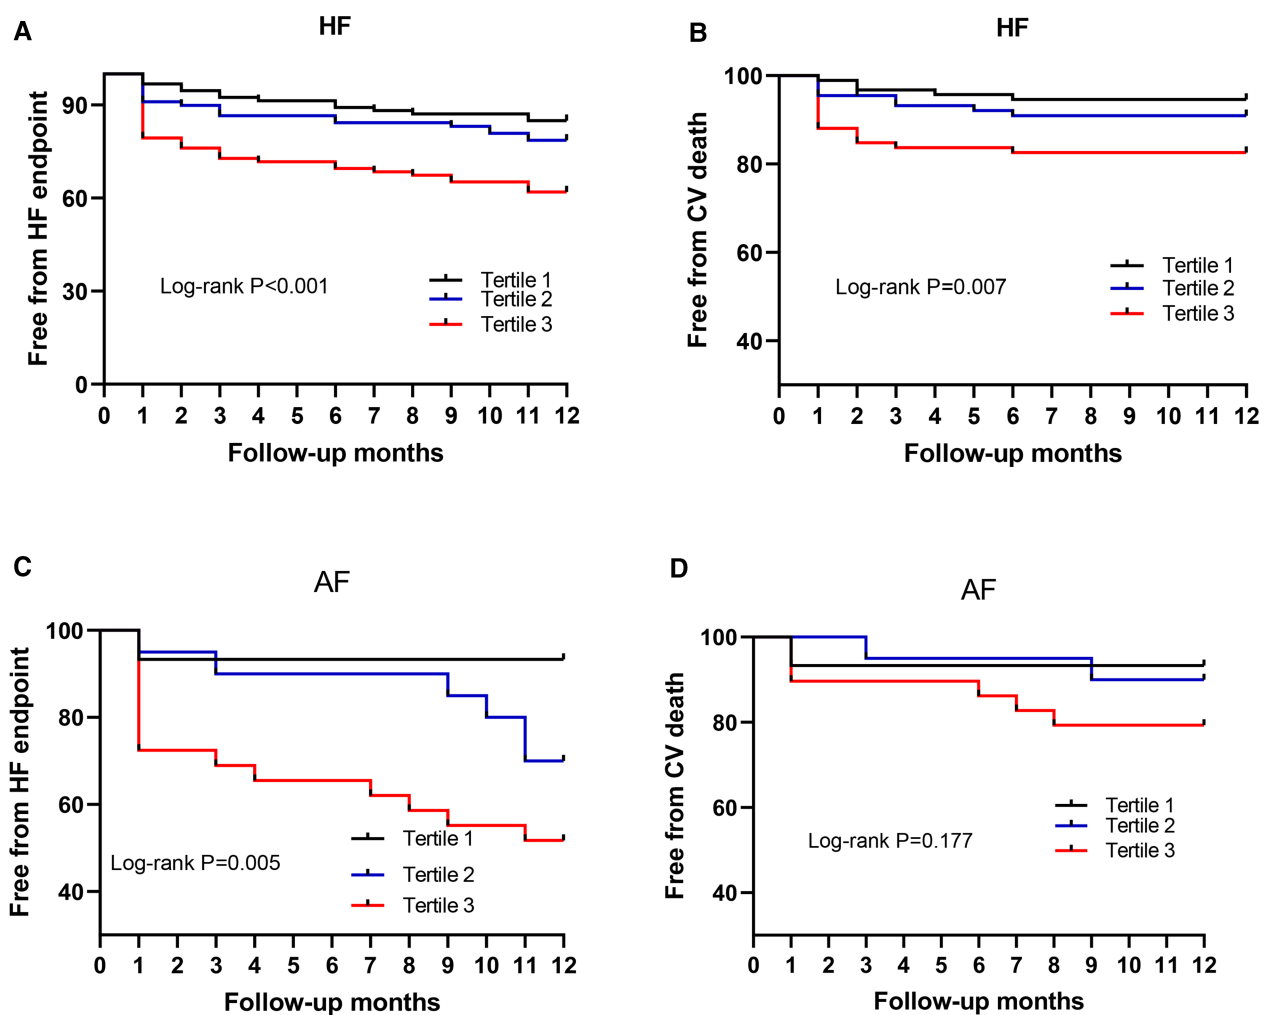 A
HF
90
60
30
0
Free from HF endpoint
Log-rank P<0.001
Tertile 1
Tertile 2
Tertile 3
0 1 2 3 4 5 6 7 8 9 10 11 12
Follow-up months
B
HF
100
80
60
40
Free from CV death
Log-rank P=0.007
Tertile 1
Tertile 2
Tertile 3
0 1 2 3 4 5 6 7 8 9 10 11 12
Follow-up months
C
AF
100
80
60
40
Free from HF endpoint
Log-rank P=0.005
Tertile 1
Tertile 2
Tertile 3
0 1 2 3 4 5 6 7 8 9 10 11 12
Follow-up months
D
AF
100
80
60
40
Free from CV death
Log-rank P=0.177
Tertile 1
Tertile 2
Tertile 3
0 1 2 3 4 5 6 7 8 9 10 11 12
Follow-up months